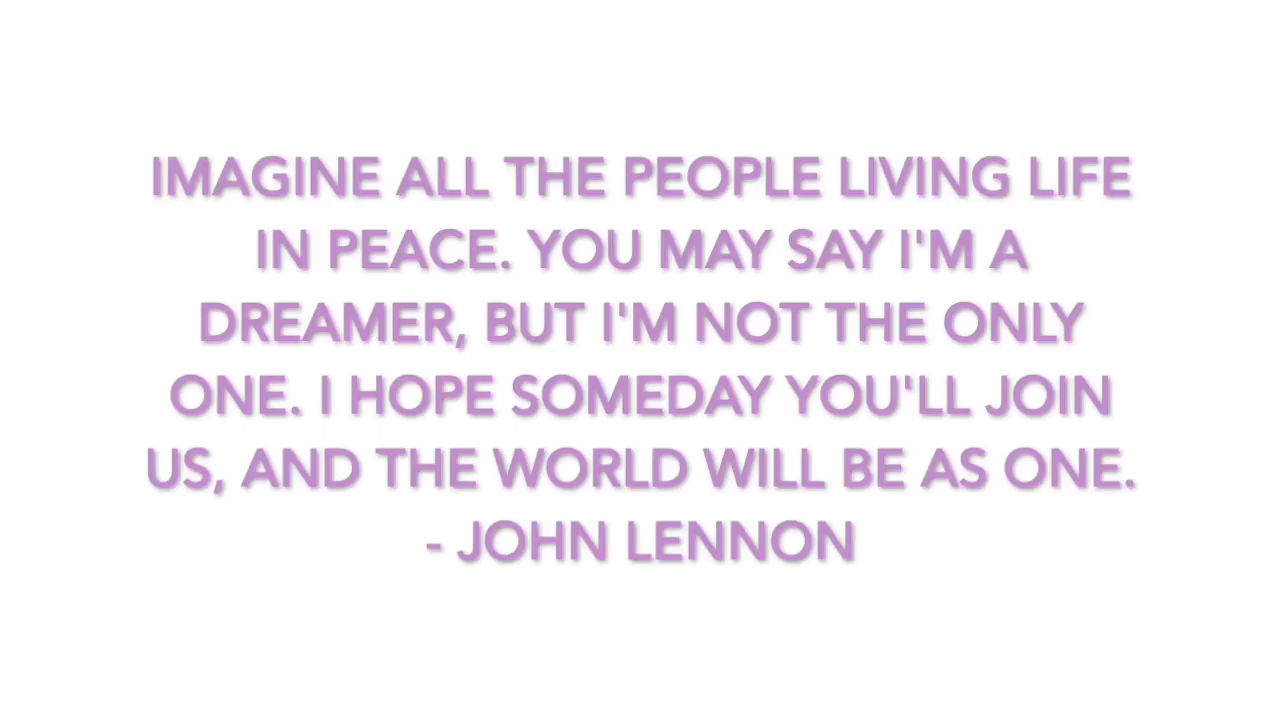 IMAGINE ALL THE PEOPLE LIVING LIFE
IN PEACE. YOU MAY SAY I'M A
DREAMER, BUT I'M NOT THE ONLY
ONE. I HOPE SOMEDAY YOU'LL JOIN
US, AND THE WORLD WILL BE AS ONE.
- JOHN LENNON